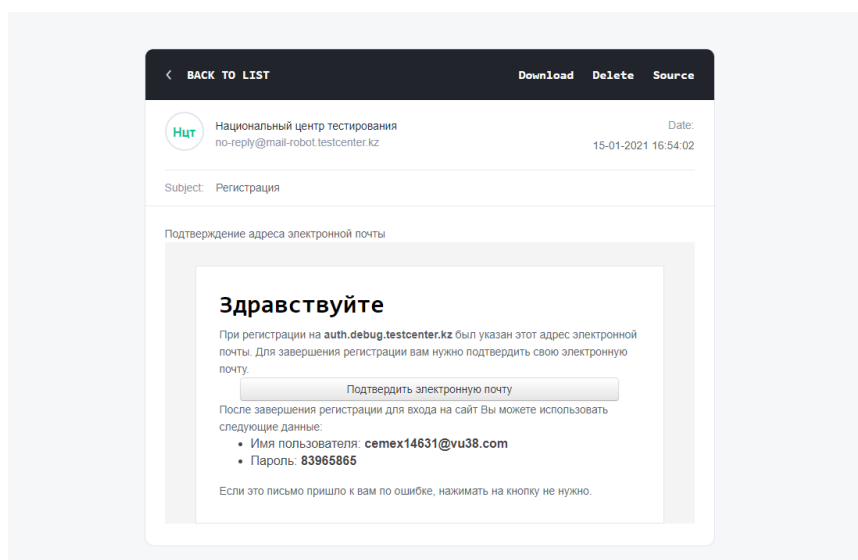 BACK TO LIST Download Delete Source
Нцт
Национальный центр тестирования Date:
no-reply@mail-robot.testcenter.kz 15-01-2021 16:54:02
Subject: Регистрация
Подтверждение адреса электронной почты
Здравствуйте
При регистрации на auth.debug.testcenter.kz был указан этот адрес электронной
почты. Для завершения регистрации вам нужно подтвердить свою электронную
почту.
Подтвердить электронную почту
После завершения регистрации для входа на сайт Вы можете использовать
следующие данные:
• Имя пользователя: cemex14631@vu38.com
• Пароль: 83965865
Если это письмо пришло к вам по ошибке, нажимать на кнопку не нужно.